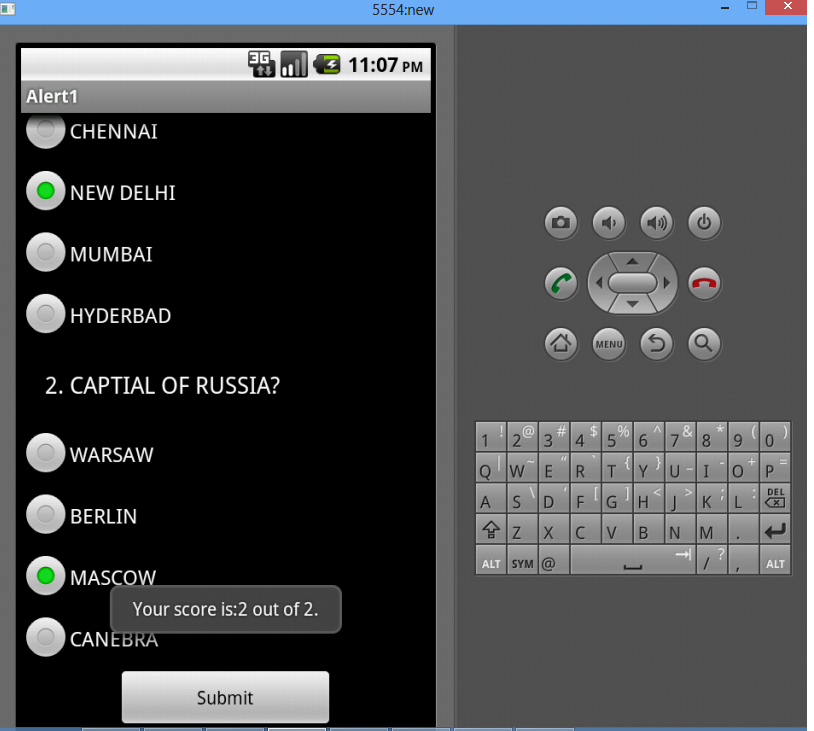 5554:new
3G 11:07 PM
Alert1
CHENNAI
NEW DELHI
MUMBAI
HYDERBAD
2. CAPTIAL OF RUSSIA?
WARSAW
BERLIN
MASCOW
Your score is:2 out of 2.
CANEBRA
Submit
MENU
1 ! 2 @ 3 # 4 $ 5 % 6 ^ 7 & 8 * 9 ( 0 )
Q | W ~ E “ R ` T { Y } U _ I - O + P =
A S \ D ‘ F [ G ] H < J > K ; L : DEL
Z X C V B N M .
ALT SYM @ / ? , ALT